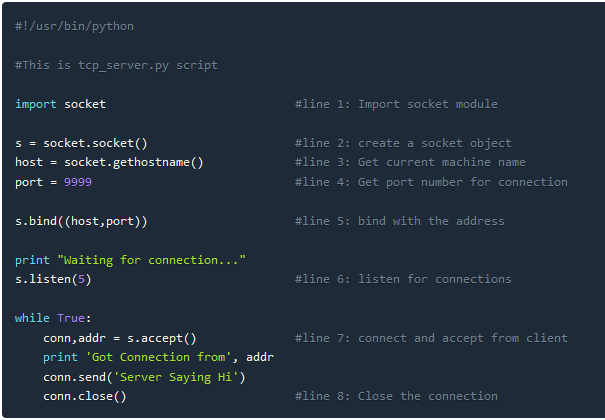 #!/usr/bin/python
#This is tcp_server.py script
import socket #line 1: Import socket module
s = socket.socket() #line 2: create a socket object
host = socket.gethostname() #line 3: Get current machine name
port = 9999 #line 4: Get port number for connection
s.bind((host,port)) #line 5: bind with the address
print "Waiting for connection..."
s.listen(5) #line 6: listen for connections
while True:
    conn,addr = s.accept() #line 7: connect and accept from client
    print 'Got Connection from', addr
    conn.send('Server Saying Hi')
    conn.close() #line 8: Close the connection